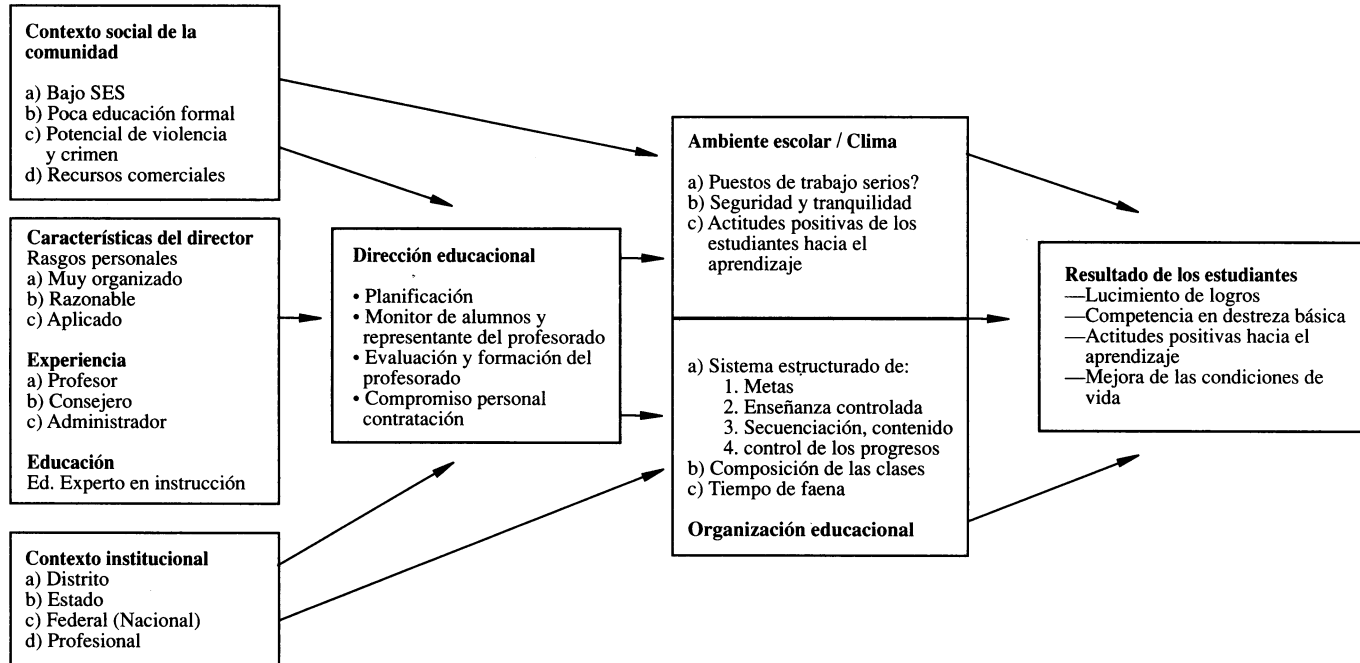 Contexto social de la
comunidad
a) Bajo SES
b) Poca educación formal
c) Potencial de violencia
y crimen
d) Recursos comerciales
Características del director
Rasgos personales
a) Muy organizado
b) Razonable
c) Aplicado
Experiencia
a) Profesor
b) Consejero
c) Administrador
Educación
Ed. Experto en instrucción
Contexto institucional
a) Distrito
b) Estado
c) Federal (Nacional)
d) Profesional
Dirección educacional
• Planificación
• Monitor de alumnos y
representante del profesorado
• Evaluación y formación del
profesorado
• Compromiso personal
contratación
Ambiente escolar / Clima
a) Puestos de trabajo serios?
b) Seguridad y tranquilidad
c) Actitudes positivas de los
estudiantes hacia el
aprendizaje
a) Sistema estructurado de:
1. Metas
2. Enseñanza controlada
3. Secuenciación, contenido
4. control de los progresos
b) Composición de las clases
c) Tiempo de faena
Organización educacional
Resultado de los estudiantes
—Lucimiento de logros
—Competencia en destreza básica
—Actitudes positivas hacia el
aprendizaje
—Mejora de las condiciones de
vida